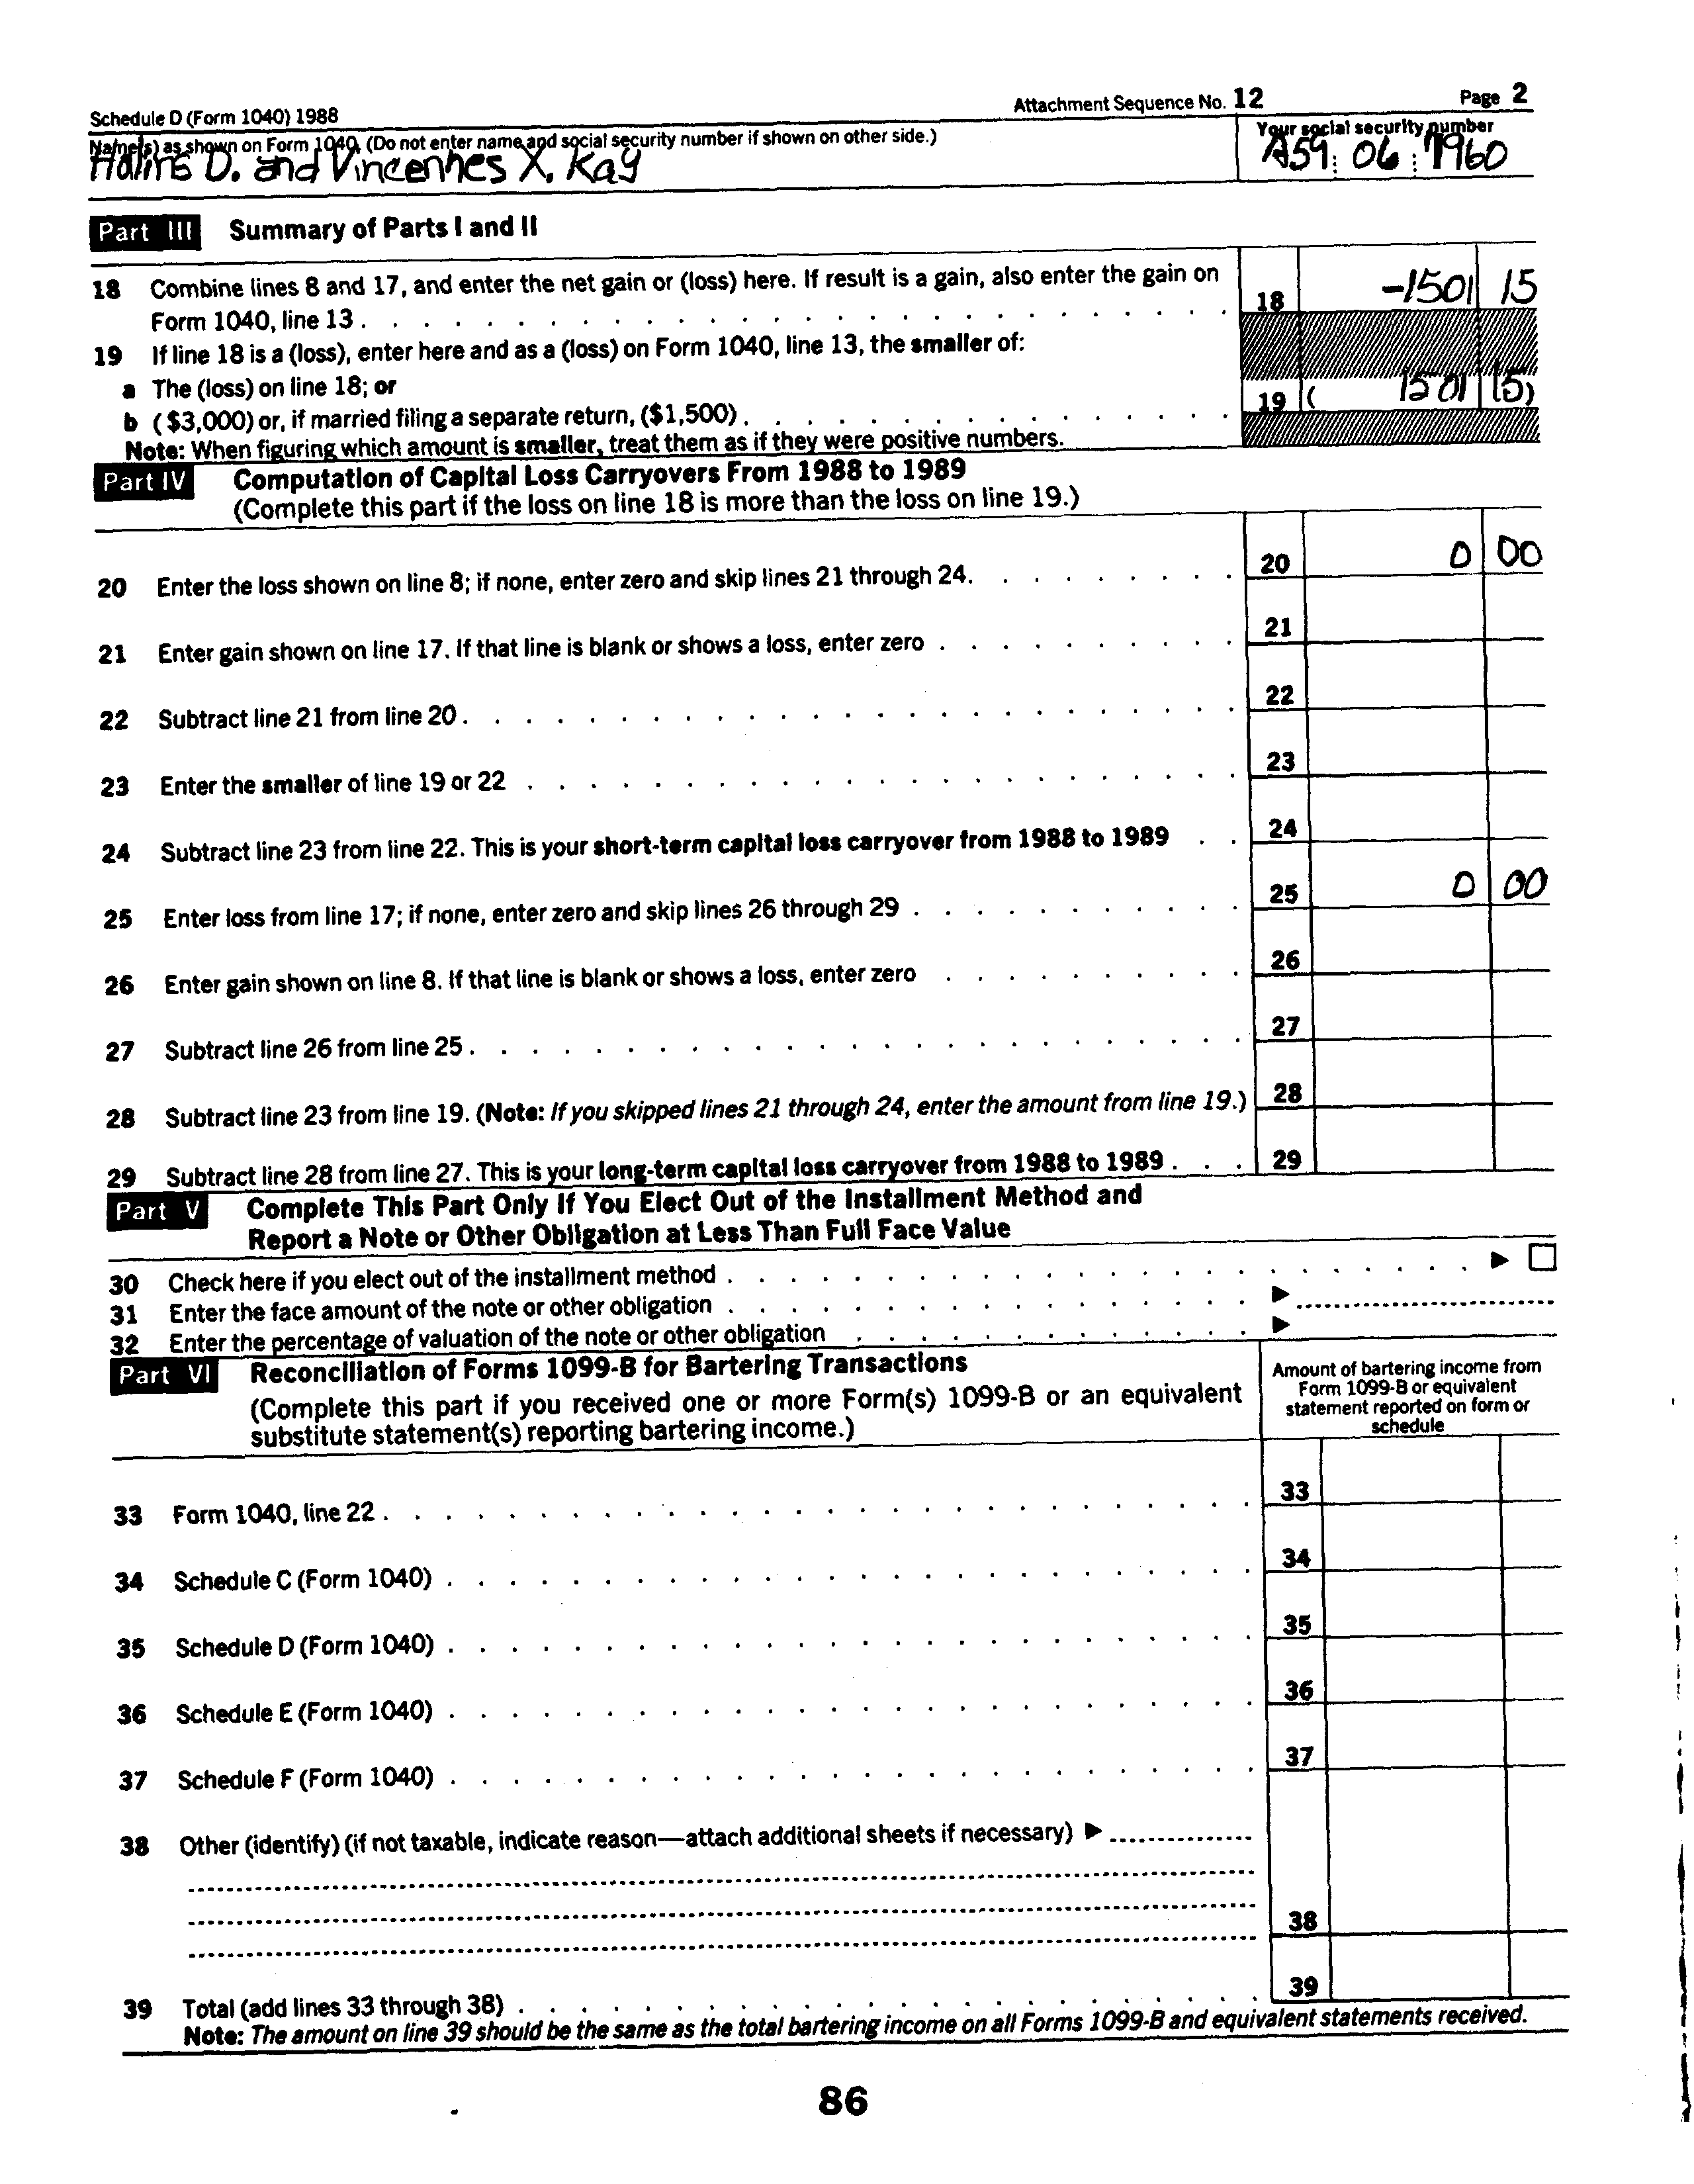 Schedule D (Form 1040) 1988 Attachment Sequence No. 12 Page 2
Name(s) as shown on Form 1040. (Do not enter name and social security number if shown on other side.) Your social security number
D. and Vincennes X. Kay A59 06 7960
Part III Summary of Parts I and II
18 Combine lines 8 and 17, and enter the net gain or (loss) here. If result is a gain, also enter the gain on
Form 1040, line 13 18 -1501 15
19 If line 18 is a (loss), enter here and as a (loss) on Form 1040, line 13, the smaller of:
a The (loss) on line 18; or
b ($3,000) or, if married filing a separate return, ($1,500) 19 ( 1501 15)
Note: When figuring which amount is smaller, treat them as if they were positive numbers.
Part IV Computation of Capital Loss Carryovers From 1988 to 1989
(Complete this part if the loss on line 18 is more than the loss on line 19.)
20 Enter the loss shown on line 8; if none, enter zero and skip lines 21 through 24. 20 0 00
21 Enter gain shown on line 17. If that line is blank or shows a loss, enter zero 21
22 Subtract line 21 from line 20 22
23 Enter the smaller of line 19 or 22 23
24 Subtract line 23 from line 22. This is your short-term capital loss carryover from 1988 to 1989 24
25 Enter loss from line 17; if none, enter zero and skip lines 26 through 29 25 0 00
26 Enter gain shown on line 8. If that line is blank or shows a loss, enter zero 26
27 Subtract line 26 from line 25 27
28 Subtract line 23 from line 19. (Note: If you skipped lines 21 through 24, enter the amount from line 19.) 28
29 Subtract line 28 from line 27. This is your long-term capital loss carryover from 1988 to 1989 29
Part V Complete This Part Only If You Elect Out of the Installment Method and
Report a Note or Other Obligation at Less Than Full Face Value
30 Check here if you elect out of the installment method ▶ ☐
31 Enter the face amount of the note or other obligation ▶
32 Enter the percentage of valuation of the note or other obligation ▶
Part VI Reconciliation of Forms 1099-B for Bartering Transactions
(Complete this part if you received one or more Form(s) 1099-B or an equivalent
substitute statement(s) reporting bartering income.)
Amount of bartering income from
Form 1099-B or equivalent
statement reported on form or
schedule
33 Form 1040, line 22 33
34 Schedule C (Form 1040) 34
35 Schedule D (Form 1040) 35
36 Schedule E (Form 1040) 36
37 Schedule F (Form 1040) 37
38 Other (identify) (if not taxable, indicate reason—attach additional sheets if necessary) ▶
38
39 Total (add lines 33 through 38) 39
Note: The amount on line 39 should be the same as the total bartering income on all Forms 1099-B and equivalent statements received.
86